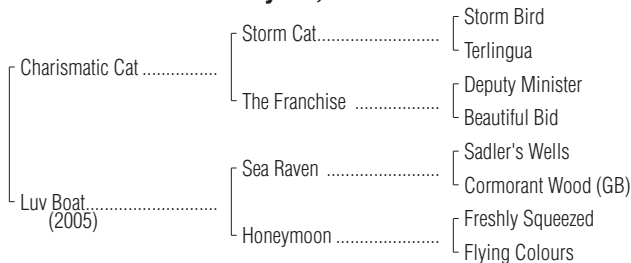 Storm Bird
Storm Cat..............................
Terlingua
Charismatic Cat ..................
Deputy Minister
The Franchise .....................
Beautiful Bid
Sadler's Wells
Sea Raven ............................
Cormorant Wood (GB)
Luv Boat................................
(2005)
Freshly Squeezed
Honeymoon .........................
Flying Colours